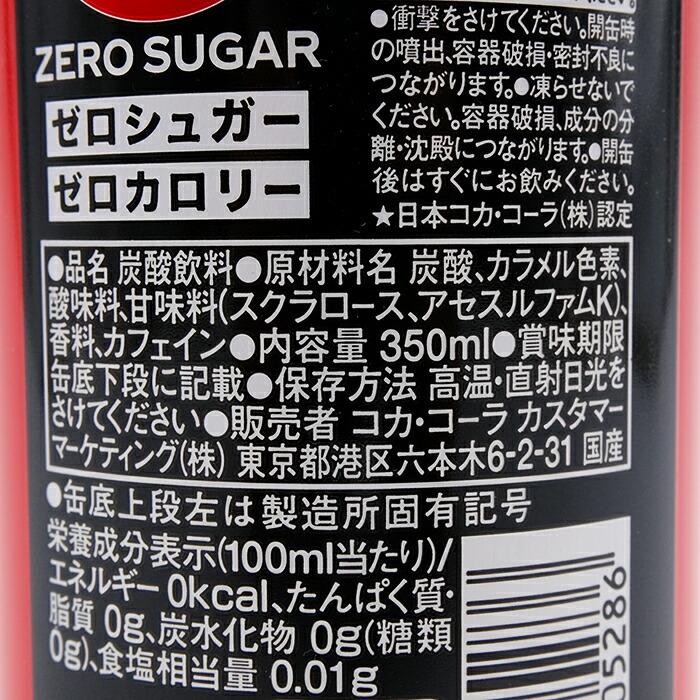 ZERO SUGAR
ゼロシュガー
ゼロカロリー
●衝撃をさけてください。開缶時
の噴出、容器破損・密封不良に
つながります。●凍らせないで
ください。容器破損、成分の分
離・沈殿につながります。●開缶
後はすぐにお飲みください。
★日本コカ・コーラ(株)認定
●品名 炭酸飲料●原材料名 炭酸、カラメル色素、
酸味料、甘味料(スクラロース、アセスルファムK)、
香料、カフェイン●内容量 350ml●賞味期限
缶底下段に記載●保存方法 高温・直射日光を
さけてください●販売者 コカ・コーラ カスタマー
マーケティング(株) 東京都港区六本木6-2-31 国産
●缶底上段左は製造所固有記号
栄養成分表示(100ml当たり)/
エネルギー 0kcal、たんぱく質・
脂質 0g、炭水化物 0g(糖類
0g)、食塩相当量 0.01g
5286